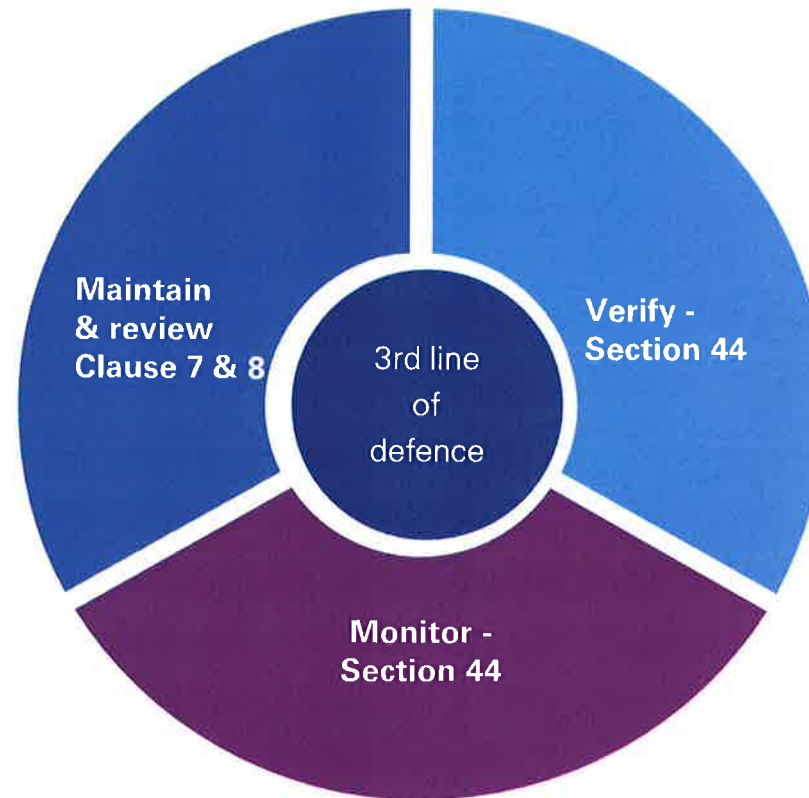 Maintain
& review
Clause 7 & 8
3rd line
of
defence
Verify -
Section 44
Monitor -
Section 44